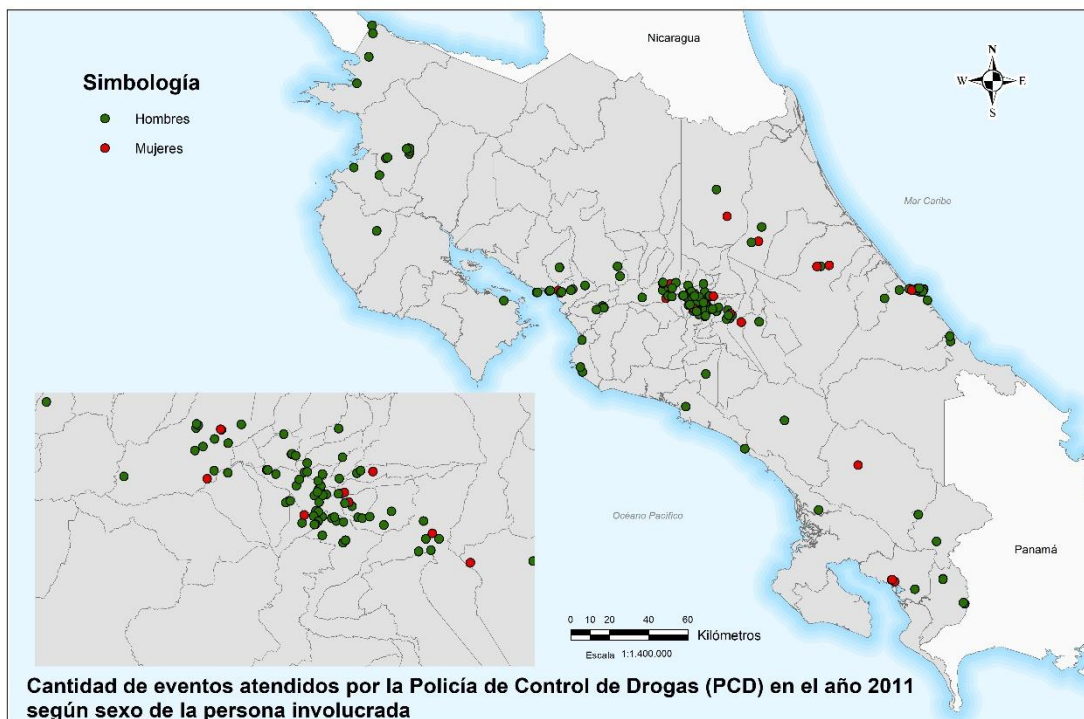 Nicaragua
N
W E
S
Simbología
Hombres
Mujeres
Mar Caribe
Océano Pacífico
Panamá
0 10 20 40 60
Kilómetros
Escala 1:1.400.000
Cantidad de eventos atendidos por la Policía de Control de Drogas (PCD) en el año 2011
según sexo de la persona involucrada